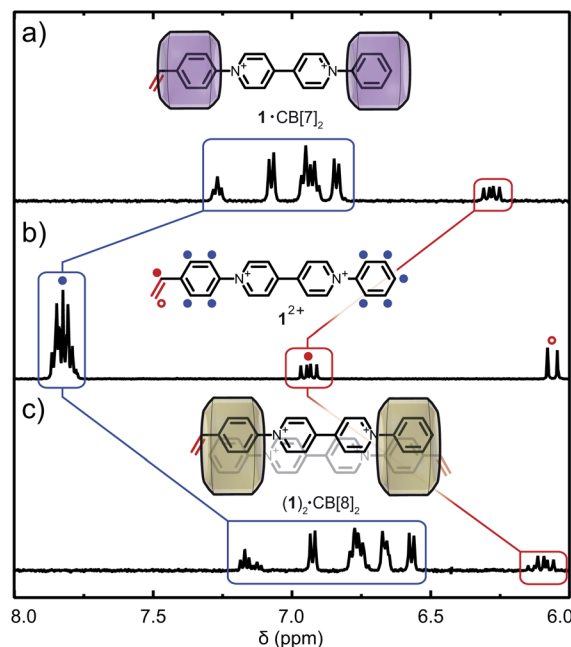 a)
N+ +N
1·CB[7]2
b)
N+ +N
1²⁺
c)
N+ +N
N+ +N
(1)2·CB[8]2
8.0 7.5 7.0 6.5 6.0
δ (ppm)